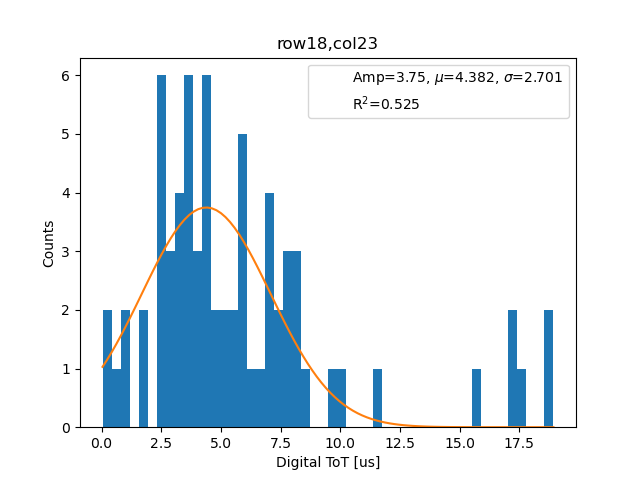 row18,col23
Amp=3.75, μ=4.382, σ=2.701
R²=0.525
Counts
6
5
4
3
2
1
0
0.0 2.5 5.0 7.5 10.0 12.5 15.0 17.5
Digital ToT [us]